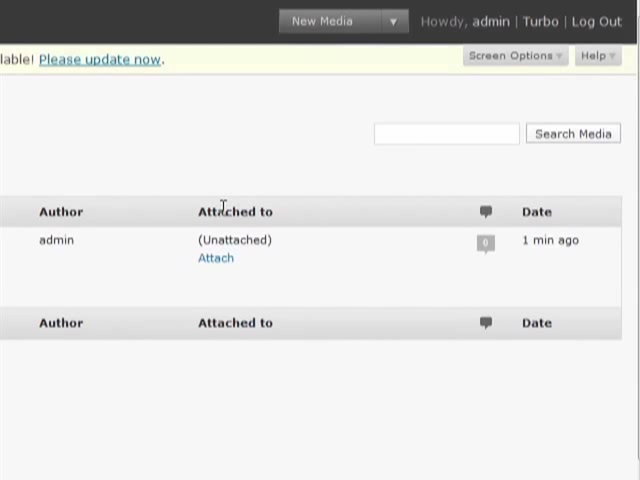 New Media Howdy, admin | Turbo | Log Out
lable! Please update now.
Screen Options Help
Search Media
Author Attached to Date
admin (Unattached) 0 1 min ago
Attach
Author Attached to Date